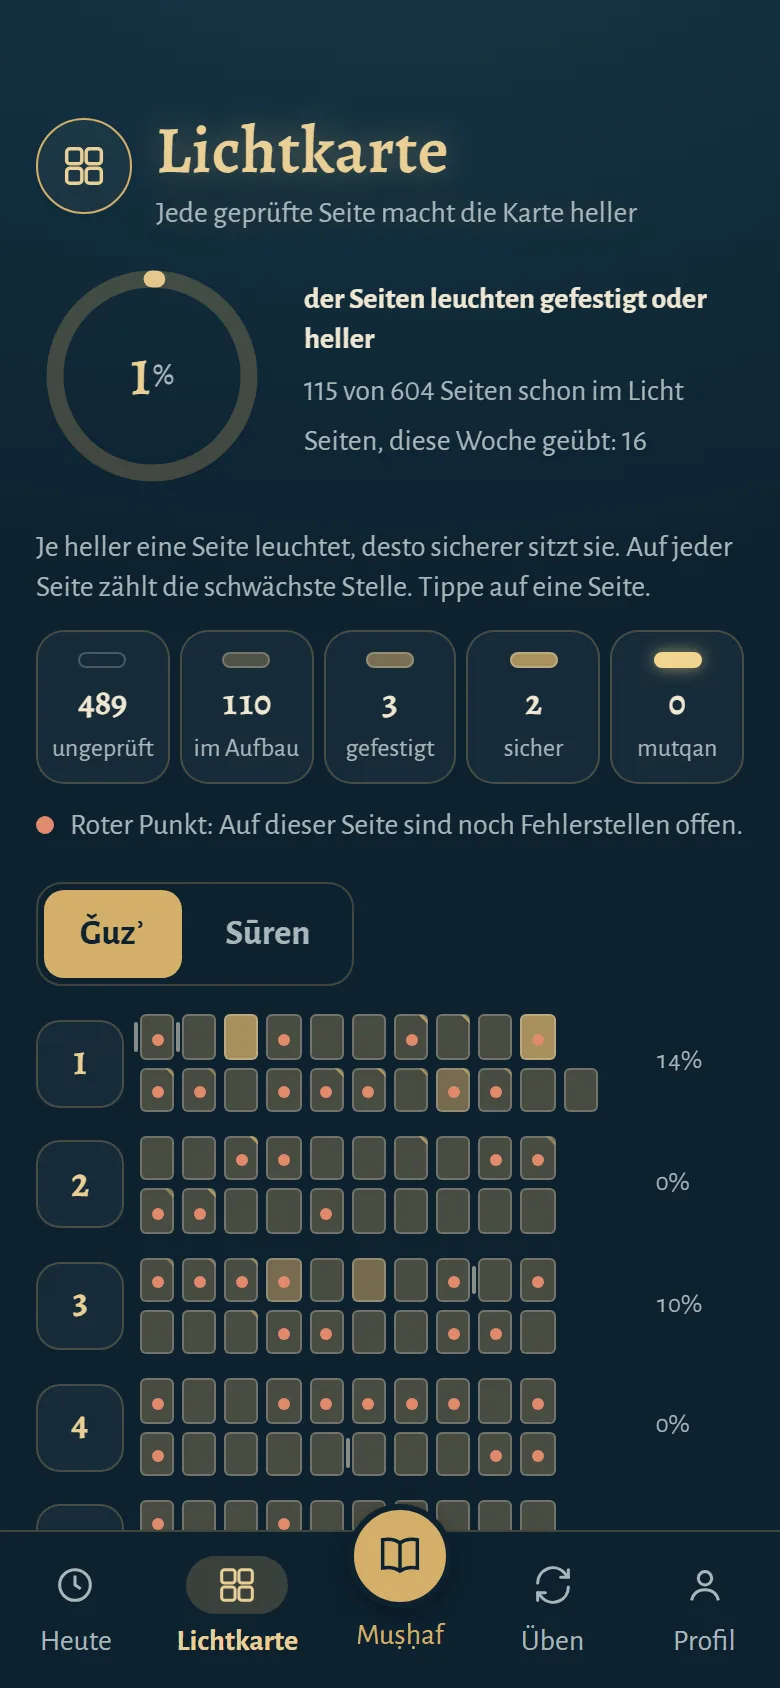 Lichtkarte
Jede geprüfte Seite macht die Karte heller
1%
der Seiten leuchten gefestigt oder
heller
115 von 604 Seiten schon im Licht
Seiten, diese Woche geübt: 16
Je heller eine Seite leuchtet, desto sicherer sitzt sie. Auf jeder
Seite zählt die schwächste Stelle. Tippe auf eine Seite.
489
ungeprüft
110
im Aufbau
3
gefestigt
2
sicher
0
mutqan
Roter Punkt: Auf dieser Seite sind noch Fehlerstellen offen.
Ǧuzʾ
Sūren
1
14%
2
0%
3
10%
4
0%
Heute
Lichtkarte
Muṣḥaf
Üben
Profil